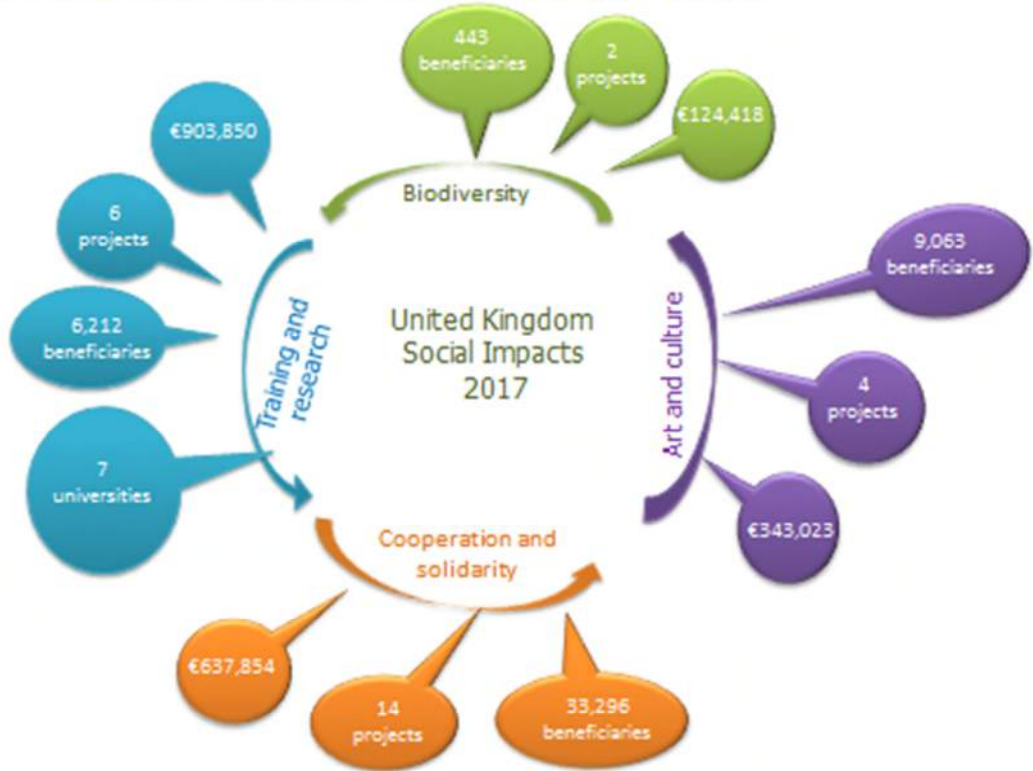 443
beneficiaries
2
projects
€124,418
Biodiversity
€903,850
6
projects
6,212
beneficiaries
7
universities
Training and
research
United Kingdom
Social Impacts
2017
Art and culture
9,063
beneficiaries
4
projects
€343,023
Cooperation and
solidarity
€637,854
14
projects
33,296
beneficiaries